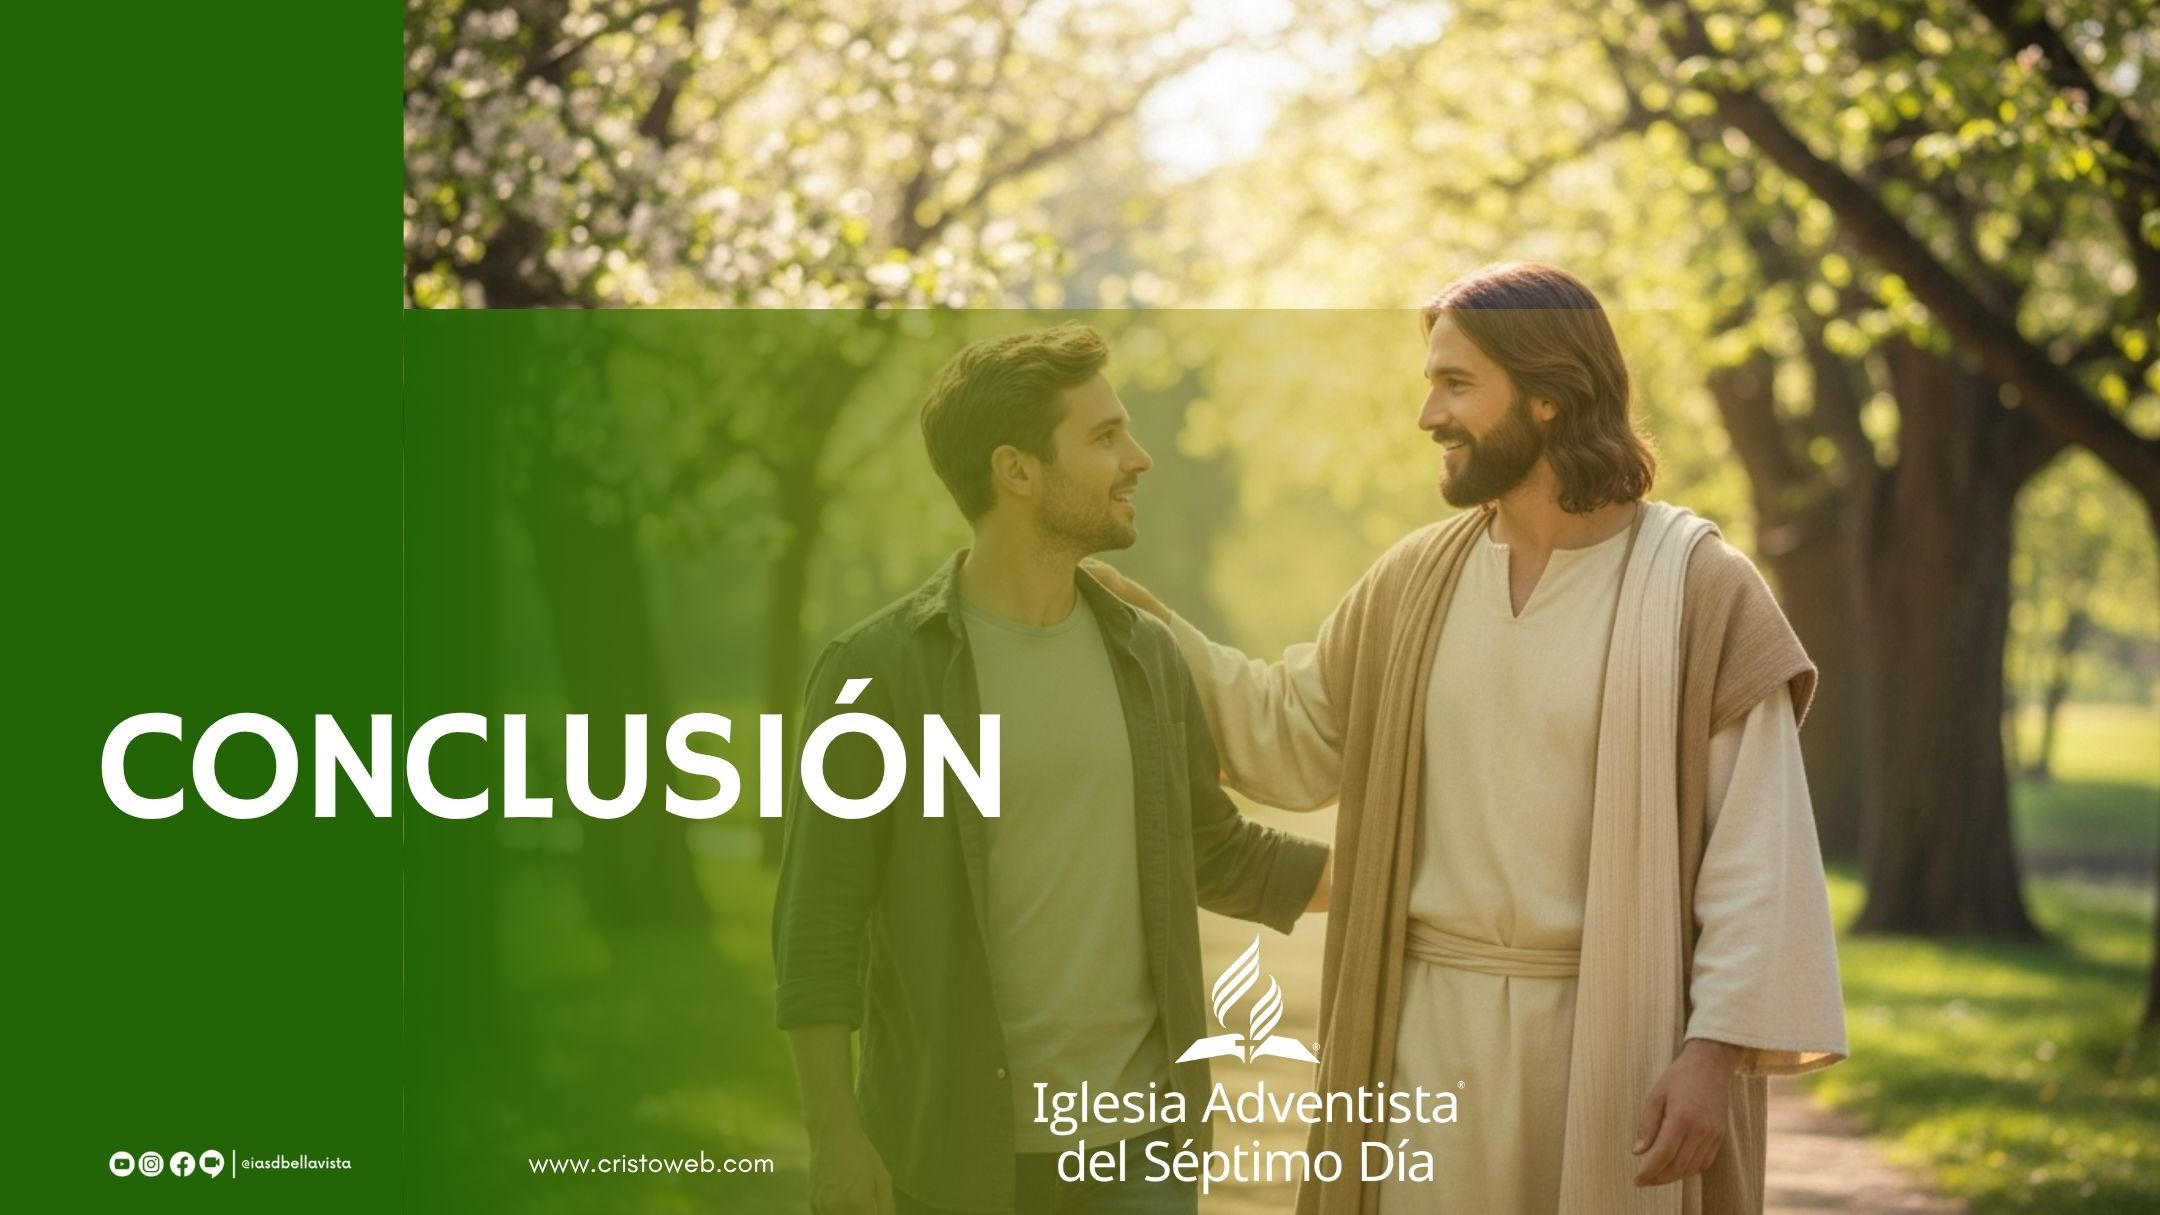 CONCLUSIÓN
Iglesia Adventista®
del Séptimo Día
@iasdbellavista
www.cristoweb.com